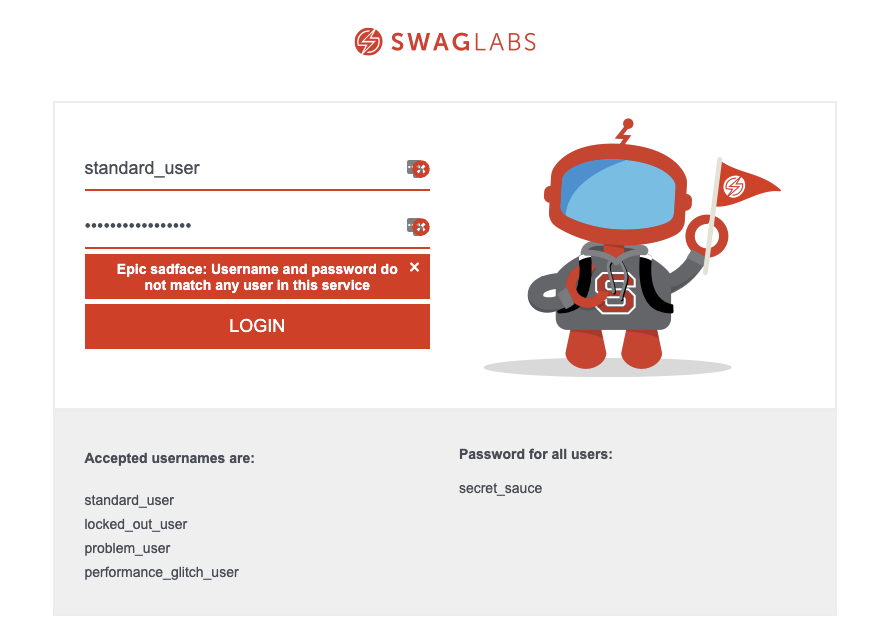 SWAGLABS
standard_user
•••••••••••••••••
Epic sadface: Username and password do
not match any user in this service
LOGIN
Accepted usernames are:
standard_user
locked_out_user
problem_user
performance_glitch_user
Password for all users:
secret_sauce